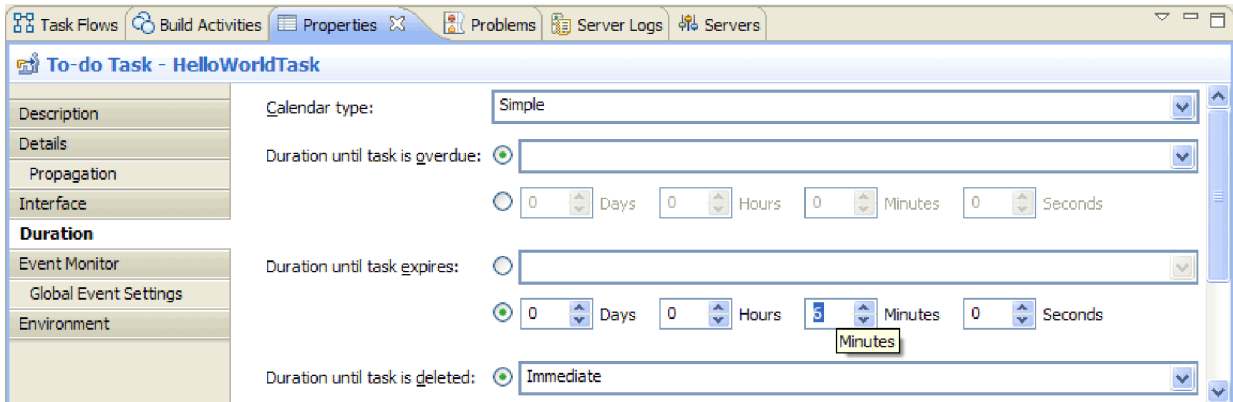 Task Flows Build Activities Properties Problems Server Logs Servers
To-do Task - HelloWorldTask
Description
Details
Propagation
Interface
Duration
Event Monitor
Global Event Settings
Environment
Calendar type: Simple
Duration until task is overdue:
0 Days 0 Hours 0 Minutes 0 Seconds
Duration until task expires:
0 Days 0 Hours 6 Minutes 0 Seconds
Minutes
Duration until task is deleted: Immediate